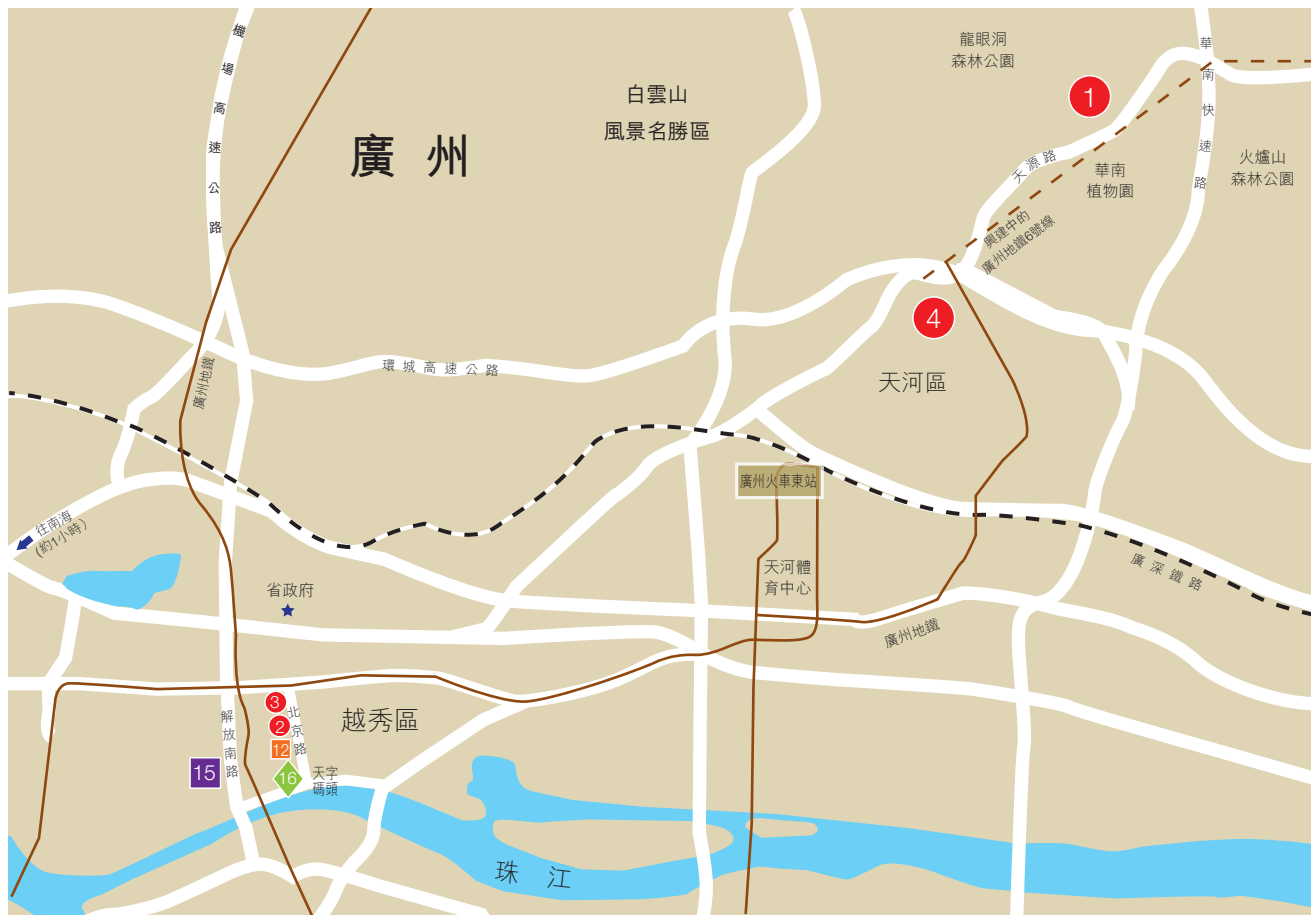 機場高速公路
龍眼洞
森林公園
華南快速路
白雲山
風景名勝區
1
廣州
天源路
華南
植物園
火爐山
森林公園
興建中的
廣州地鐵6號線
4
環城高速公路
廣州地鐵
天河區
廣州火車東站
往南海
(約1小時)
天河體
育中心
廣深鐵路
省政府
廣州地鐵
3
北京路
2
越秀區
解放南路
12
15
16
天字
碼頭
珠江